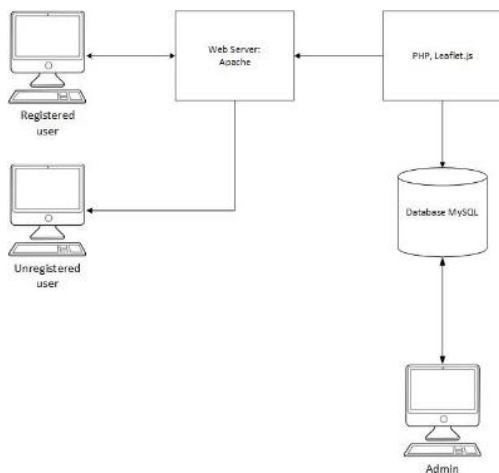 Web Server:
Apache
PHP, Leaflet.js
Registered
user
Database MySQL
Unregistered
user
Admin